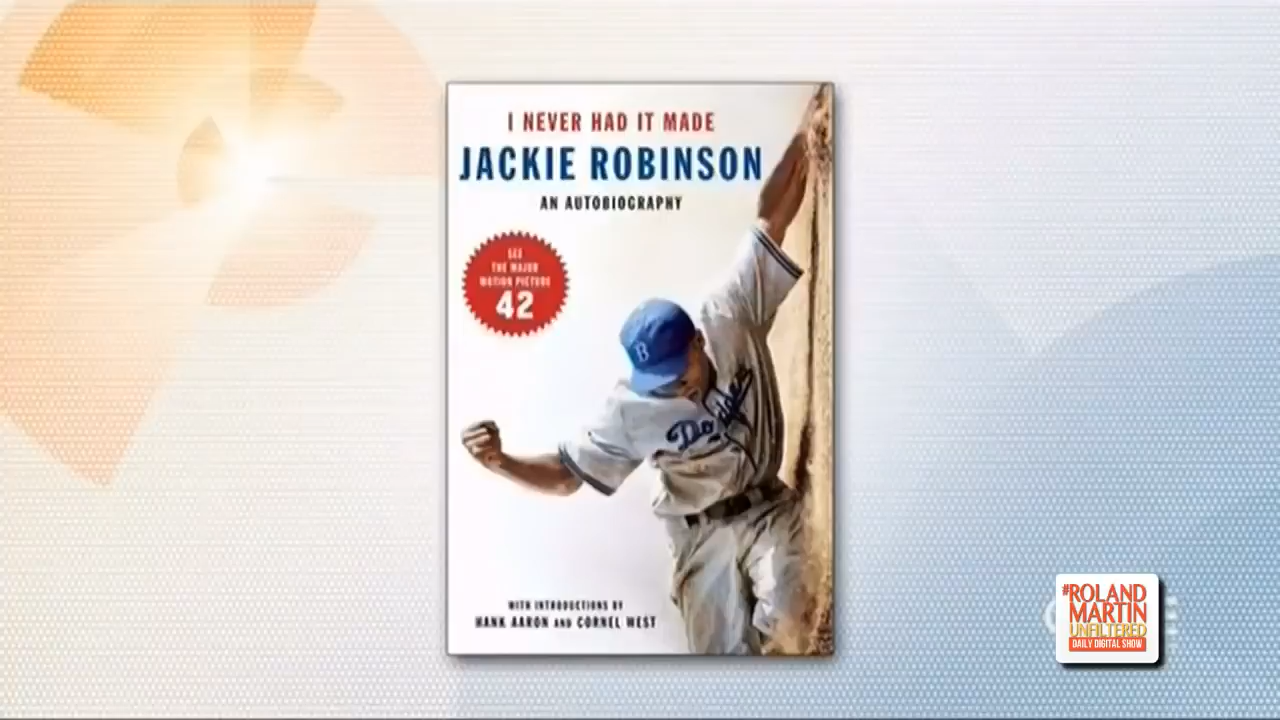 I NEVER HAD IT MADE
JACKIE ROBINSON
AN AUTOBIOGRAPHY
SEE
THE MAJOR
MOTION PICTURE
42
B
Dodgers
WITH INTRODUCTIONS BY
HANK AARON AND CORNEL WEST
#ROLAND
MARTIN
UNFILTERED
DAILY DIGITAL SHOW